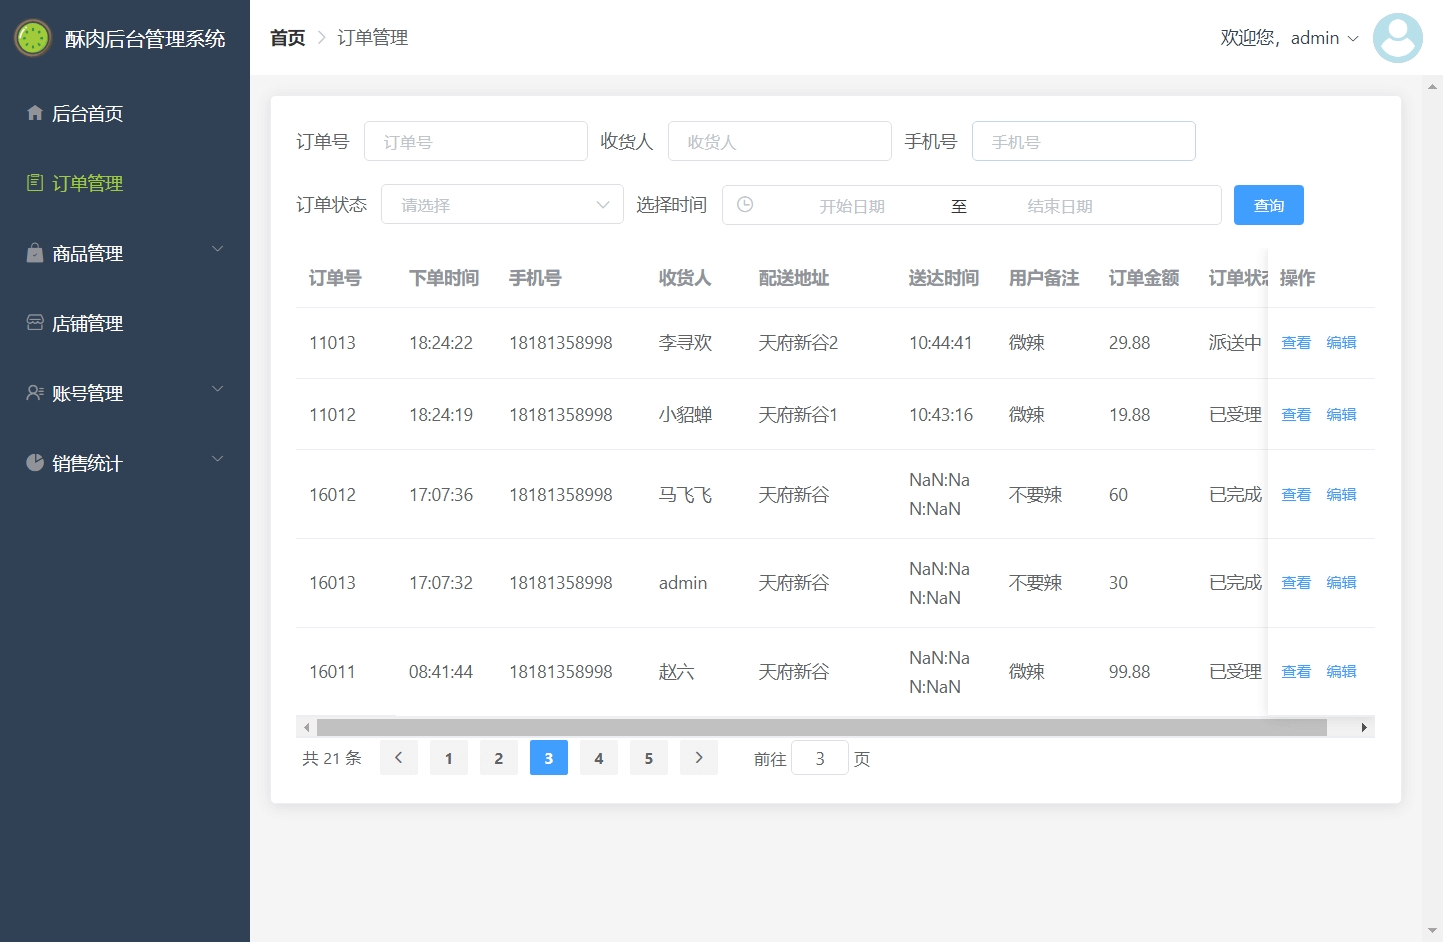 酥肉后台管理系统
首页 订单管理
欢迎您，admin
后台首页
订单管理
商品管理
店铺管理
账号管理
销售统计
订单号 订单号 收货人 收货人 手机号 手机号
订单状态 请选择 选择时间 开始日期 至 结束日期 查询
订单号 下单时间 手机号 收货人 配送地址 送达时间 用户备注 订单金额 订单状态 操作
11013 18:24:22 18181358998 李寻欢 天府新谷2 10:44:41 微辣 29.88 派送中 查看 编辑
11012 18:24:19 18181358998 小貂蝉 天府新谷1 10:43:16 微辣 19.88 已受理 查看 编辑
16012 17:07:36 18181358998 马飞飞 天府新谷 NaN:NaN:NaN 不要辣 60 已完成 查看 编辑
16013 17:07:32 18181358998 admin 天府新谷 NaN:NaN:NaN 不要辣 30 已完成 查看 编辑
16011 08:41:44 18181358998 赵六 天府新谷 NaN:NaN:NaN 微辣 99.88 已受理 查看 编辑
共 21 条 1 2 3 4 5 前往 3 页